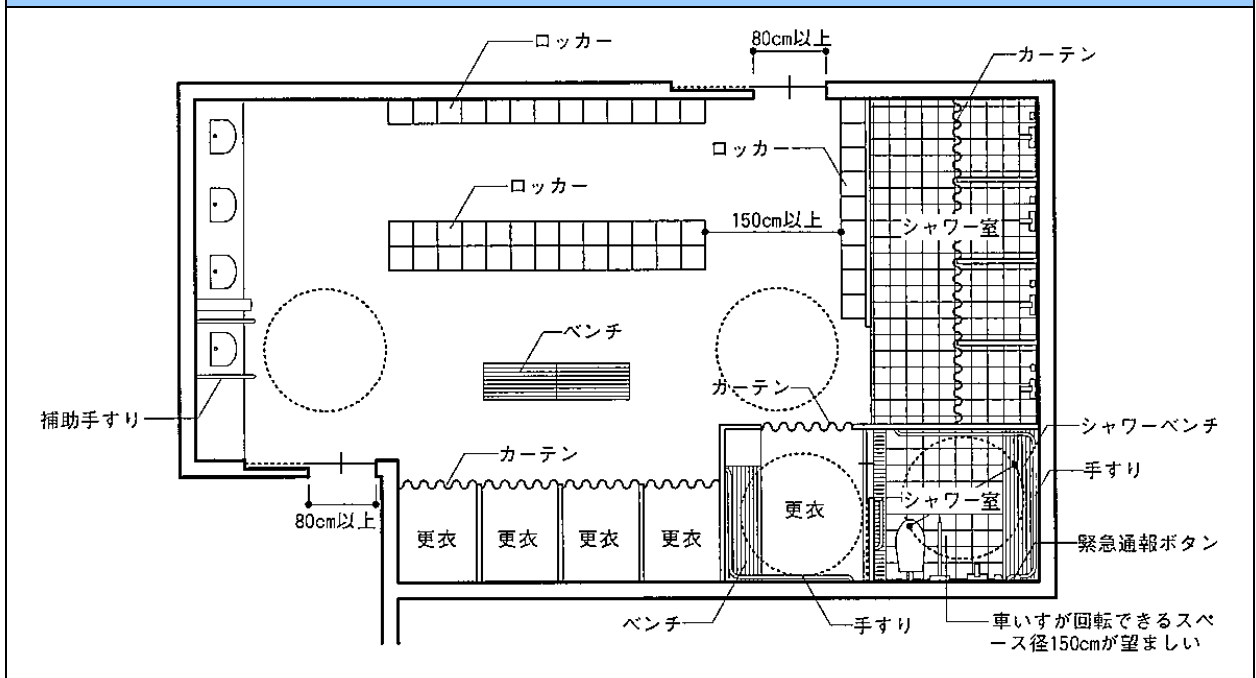 ロッカー
80cm以上
カーテン
ロッカー
ロッカー
150cm以上
シャワー室
ベンチ
カーテン
補助手すり
シャワーベンチ
カーテン
手すり
シャワー室
更衣
80cm以上
更衣
更衣
更衣
更衣
緊急通報ボタン
ベンチ
手すり
車いすが回転できるスペ
ース径150cmが望ましい